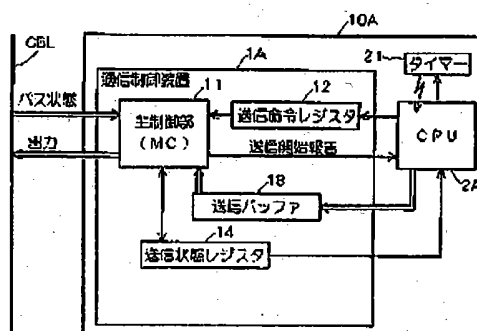 CBL
10A
1A
21
タイマー
通信制御装置
11
12
バス状態
主制御部
(MC)
送信命令レジスタ
CPU
出力
送信開始報告
18
送信バッファ
2A
14
送信状態レジスタ